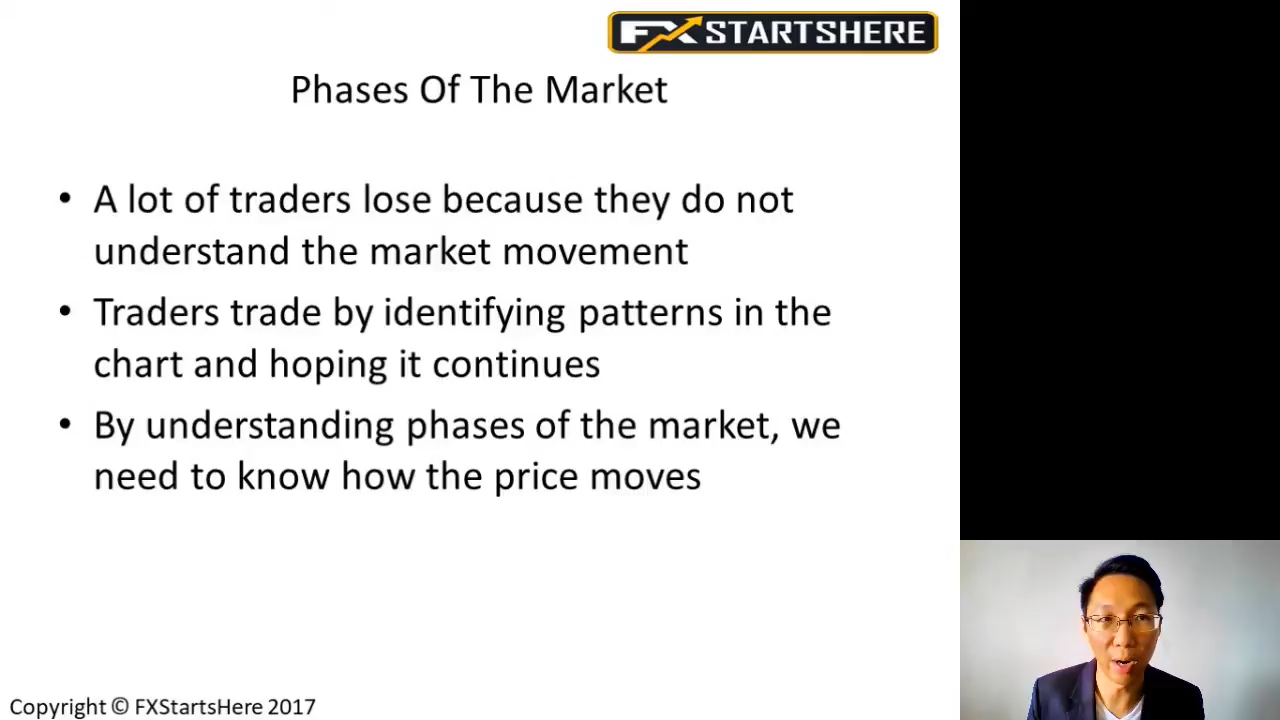 FX STARTSHERE
Phases Of The Market
• A lot of traders lose because they do not
understand the market movement
• Traders trade by identifying patterns in the
chart and hoping it continues
• By understanding phases of the market, we
need to know how the price moves
Copyright © FXStartsHere 2017